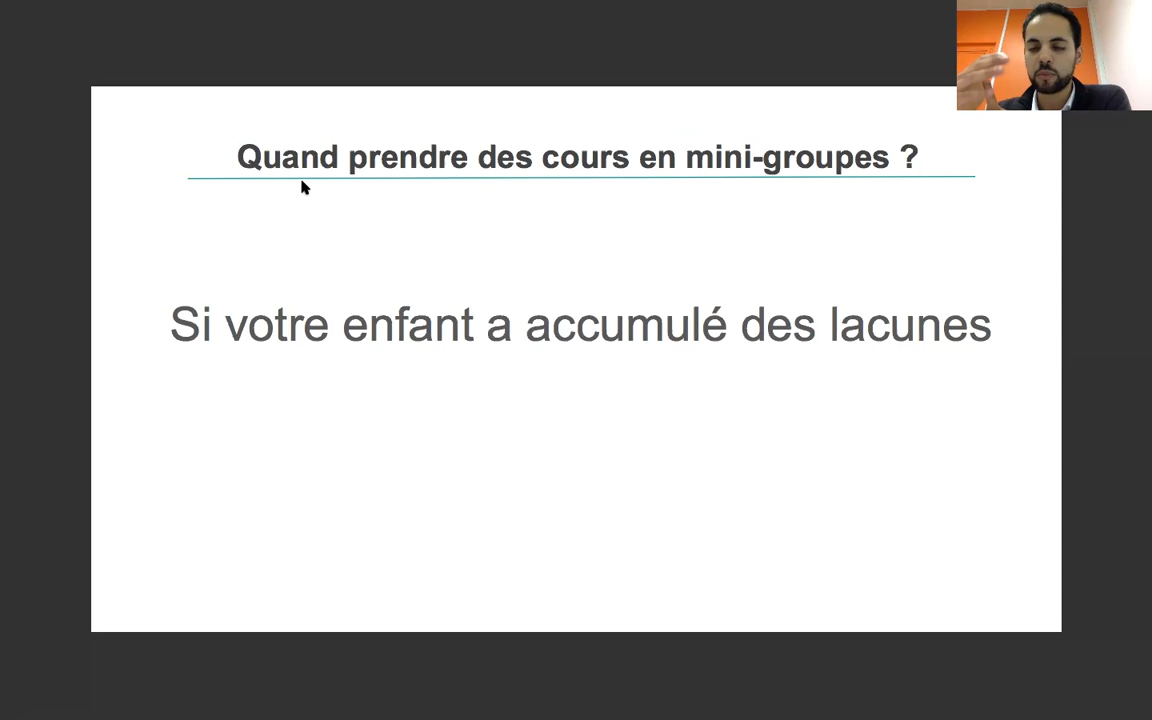 Quand prendre des cours en mini-groupes ?
Si votre enfant a accumulé des lacunes